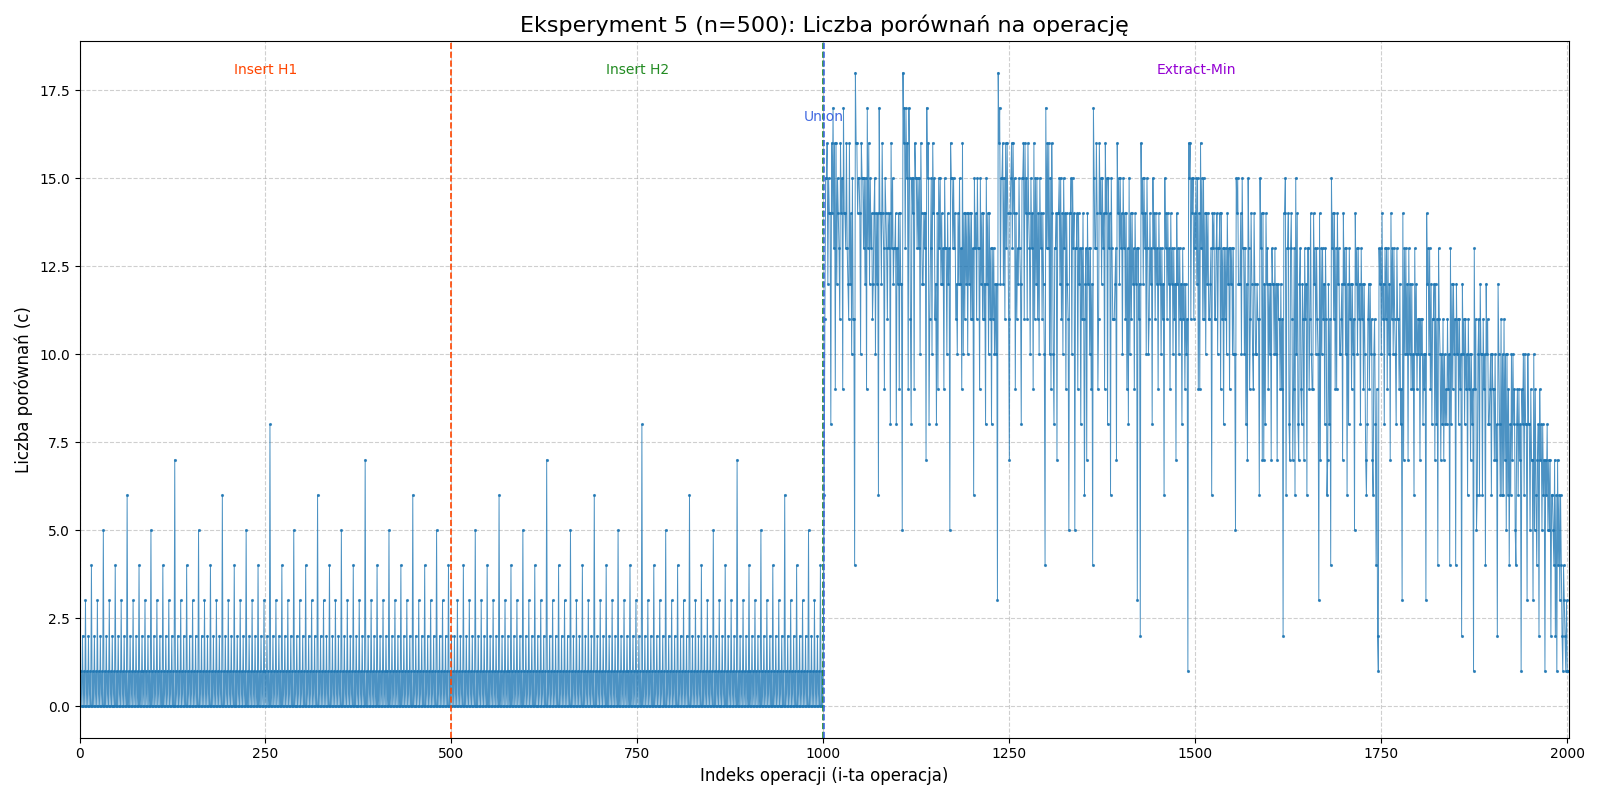 Eksperyment 5 (n=500): Liczba porównań na operację
Insert H1
Insert H2
Union
Extract-Min
Liczba porównań (c)
17.5
15.0
12.5
10.0
7.5
5.0
2.5
0.0
0 250 500 750 1000 1250 1500 1750 2000
Indeks operacji (i-ta operacja)